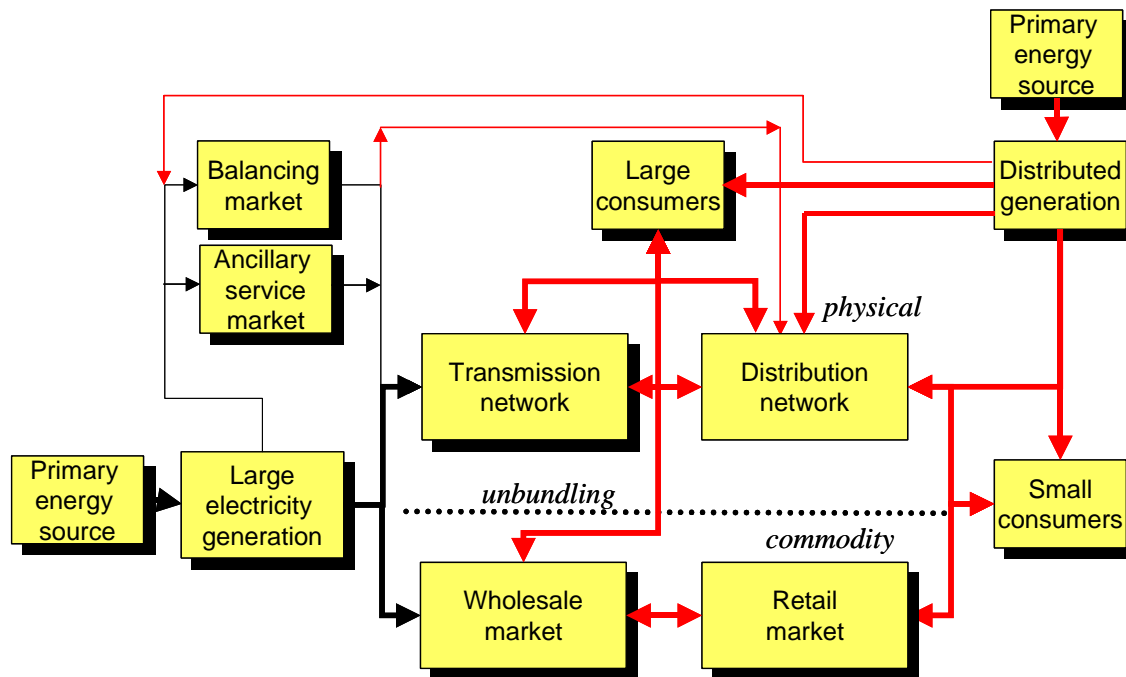 Primary
energy
source
Balancing
market
Large
consumers
Distributed
generation
Ancillary
service
market
physical
Transmission
network
Distribution
network
Primary
energy
source
Large
electricity
generation
unbundling
Small
consumers
commodity
Wholesale
market
Retail
market